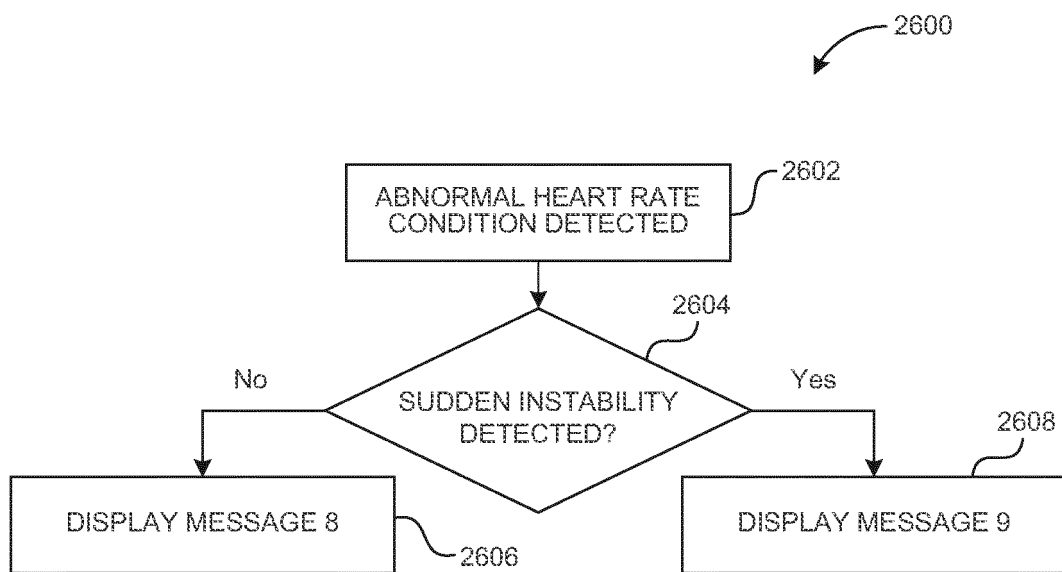 2600
ABNORMAL HEART RATE
CONDITION DETECTED
2602
2604
No
SUDDEN INSTABILITY
DETECTED?
Yes
2608
DISPLAY MESSAGE 8
2606
DISPLAY MESSAGE 9